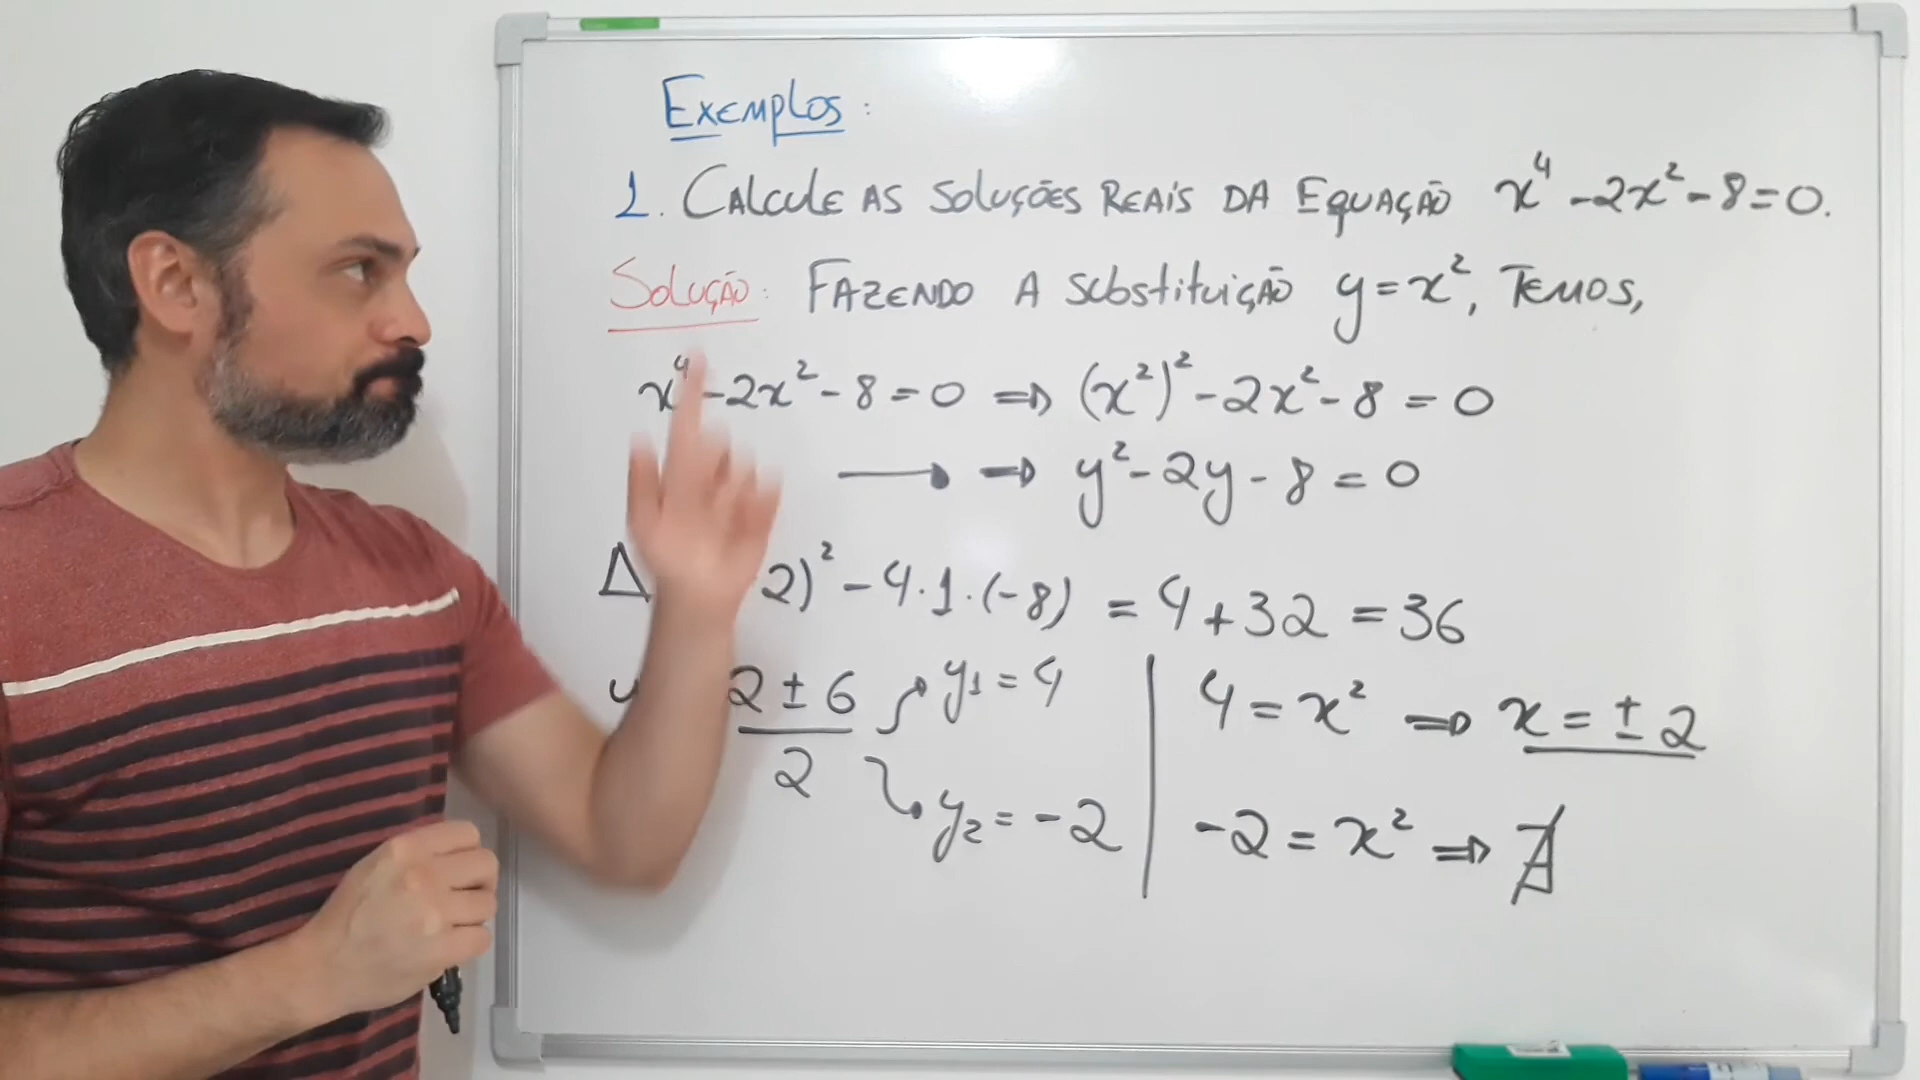 Exemplos:
1. Calcule as soluções reais da equação x⁴ - 2x² - 8 = 0.
Solução: Fazendo a substituição y = x², temos,
x⁴ - 2x² - 8 = 0 ⇒ (x²)² - 2x² - 8 = 0
⇒ y² - 2y - 8 = 0
Δ 2)² - 4·1·(-8) = 4 + 32 = 36
2 ± 6 / 2
y₁ = 4
y₂ = -2
4 = x² ⇒ x = ± 2
-2 = x² ⇒ ∄